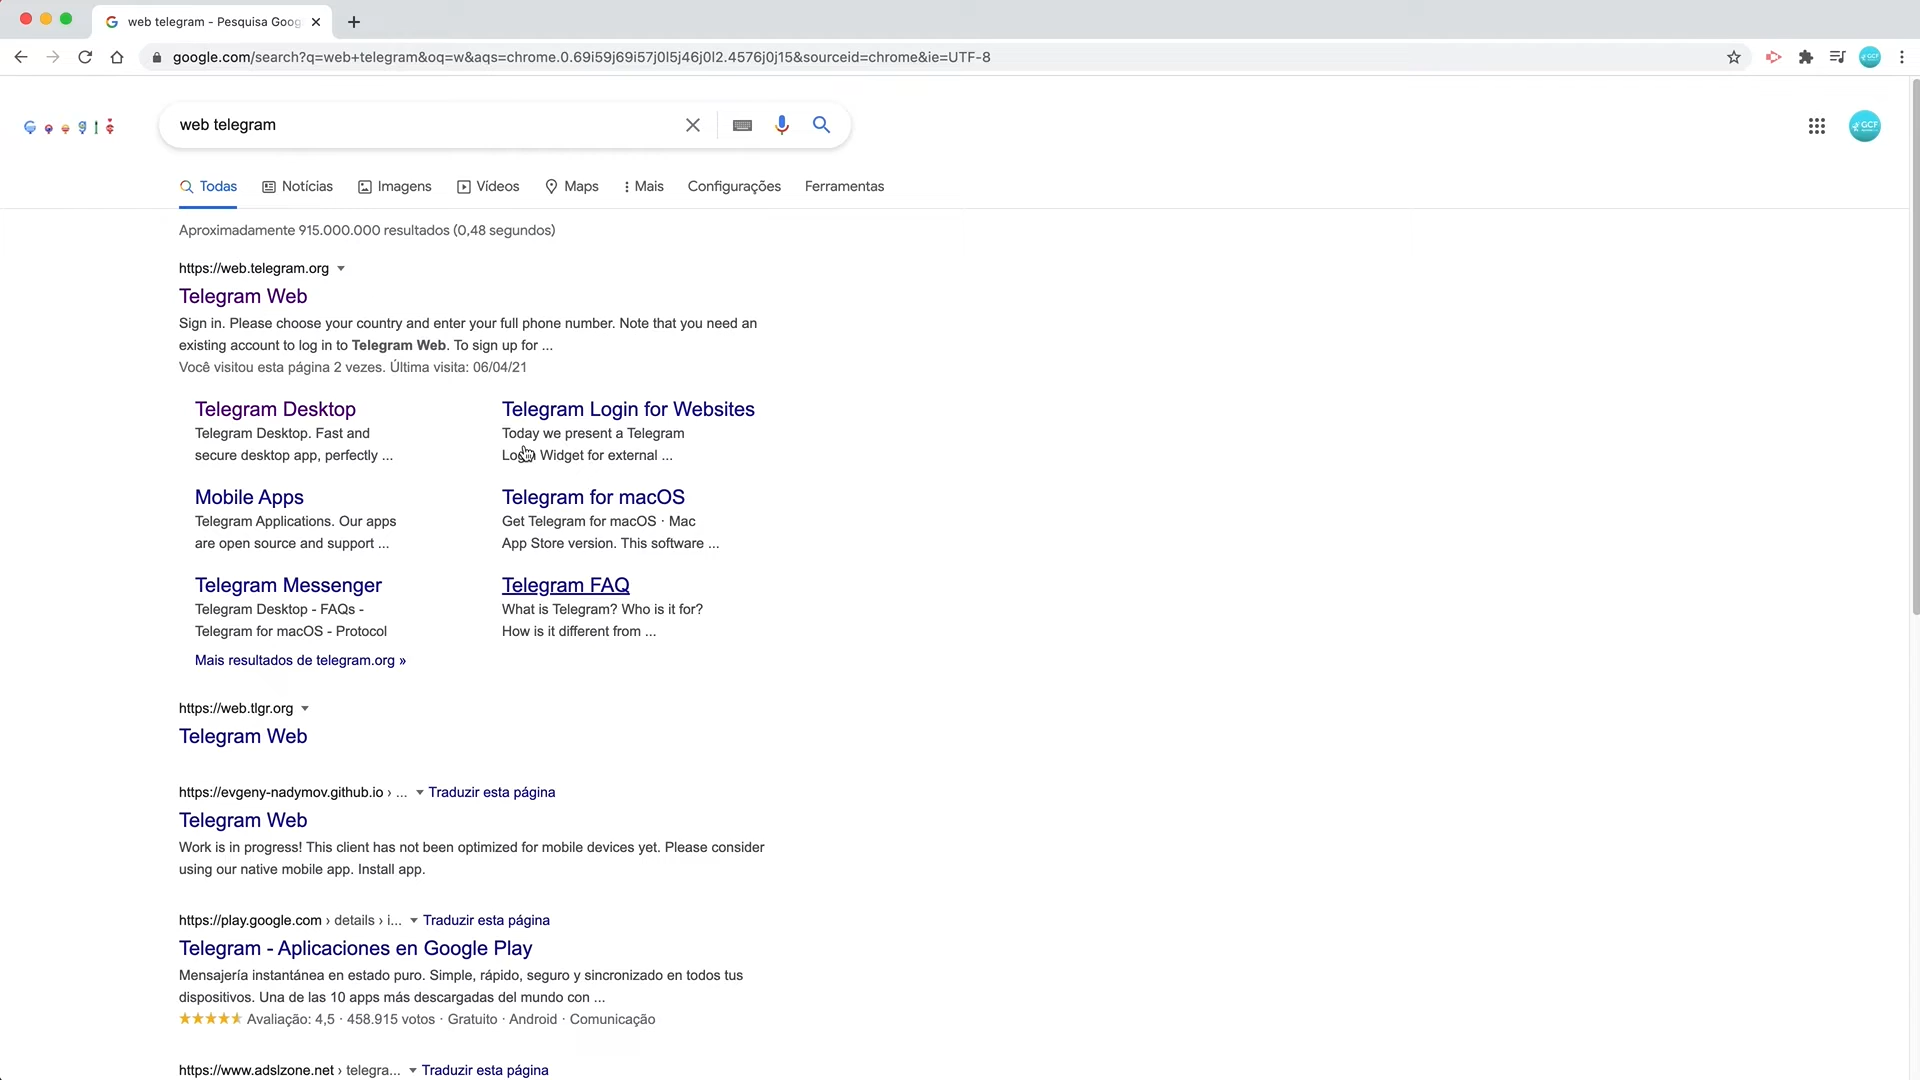 web telegram - Pesquisa Goog
google.com/search?q=web+telegram&oq=w&aqs=chrome.0.69i59j69i57j0l5j46j0l2.4576j0j15&sourceid=chrome&ie=UTF-8
Google
web telegram
GCF
Todas Notícias Imagens Vídeos Maps Mais Configurações Ferramentas
Aproximadamente 915.000.000 resultados (0,48 segundos)
https://web.telegram.org
Telegram Web
Sign in. Please choose your country and enter your full phone number. Note that you need an
existing account to log in to Telegram Web. To sign up for ...
Você visitou esta página 2 vezes. Última visita: 06/04/21
Telegram Desktop
Telegram Desktop. Fast and
secure desktop app, perfectly ...
Telegram Login for Websites
Today we present a Telegram
Login Widget for external ...
Mobile Apps
Telegram Applications. Our apps
are open source and support ...
Telegram for macOS
Get Telegram for macOS · Mac
App Store version. This software ...
Telegram Messenger
Telegram Desktop - FAQs -
Telegram for macOS - Protocol
Telegram FAQ
What is Telegram? Who is it for?
How is it different from ...
Mais resultados de telegram.org »
https://web.tlgr.org
Telegram Web
https://evgeny-nadymov.github.io › ... Traduzir esta página
Telegram Web
Work is in progress! This client has not been optimized for mobile devices yet. Please consider
using our native mobile app. Install app.
https://play.google.com › details › i... Traduzir esta página
Telegram - Aplicaciones en Google Play
Mensajería instantánea en estado puro. Simple, rápido, seguro y sincronizado en todos tus
dispositivos. Una de las 10 apps más descargadas del mundo con ...
Avaliação: 4,5 · 458.915 votos · Gratuito · Android · Comunicação
https://www.adslzone.net › telegra... Traduzir esta página